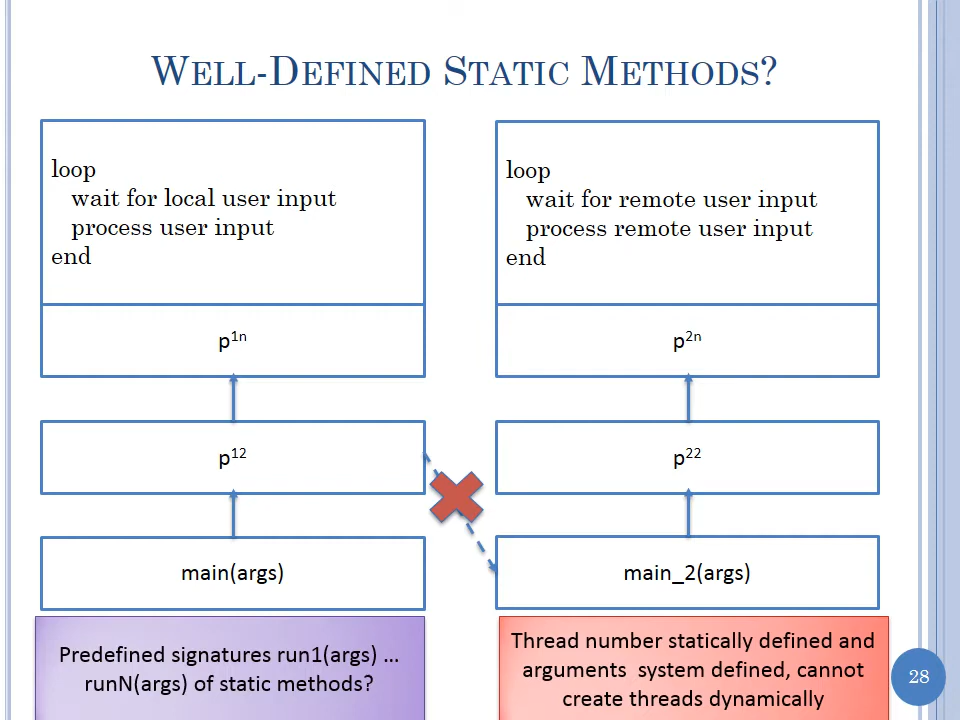 WELL-DEFINED STATIC METHODS?
loop
wait for local user input
process user input
end
p1n
p12
main(args)
Predefined signatures run1(args) …
runN(args) of static methods?
loop
wait for remote user input
process remote user input
end
p2n
p22
main_2(args)
Thread number statically defined and
arguments system defined, cannot
create threads dynamically
28